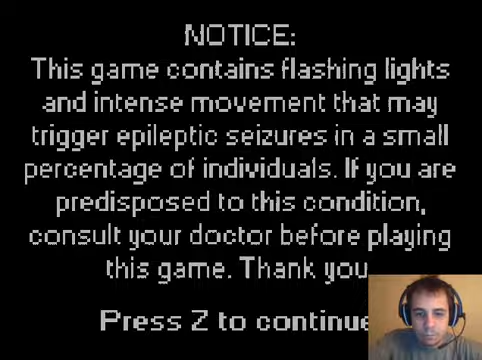 NOTICE:
This game contains flashing lights
and intense movement that may
trigger epileptic seizures in a small
percentage of individuals. If you are
predisposed to this condition,
consult your doctor before playing
this game. Thank you
Press Z to continue